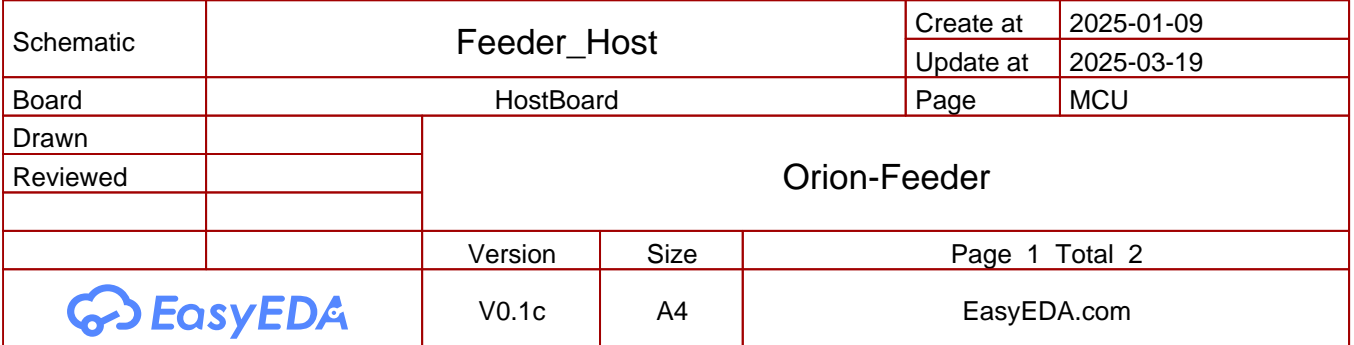 Schematic
Feeder_Host
Create at 2025-01-09
Update at 2025-03-19
Board HostBoard Page MCU
Drawn
Reviewed
Orion-Feeder
Version Size Page 1 Total 2
EasyEDA V0.1c A4 EasyEDA.com